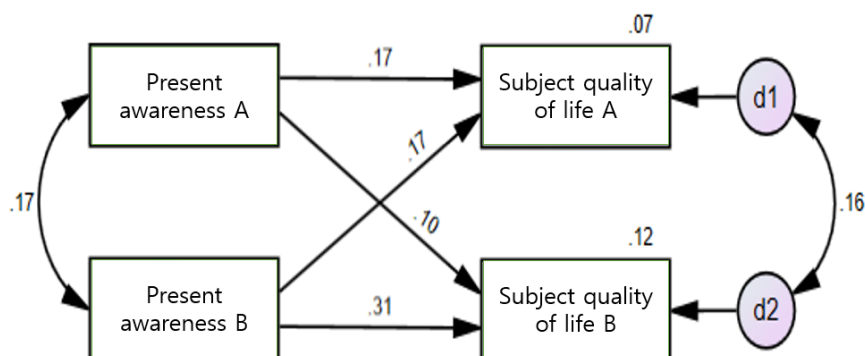 .07
Present
awareness A
.17
Subject quality
of life A
d1
.17
.17
.10
.16
.12
Present
awareness B
.31
Subject quality
of life B
d2